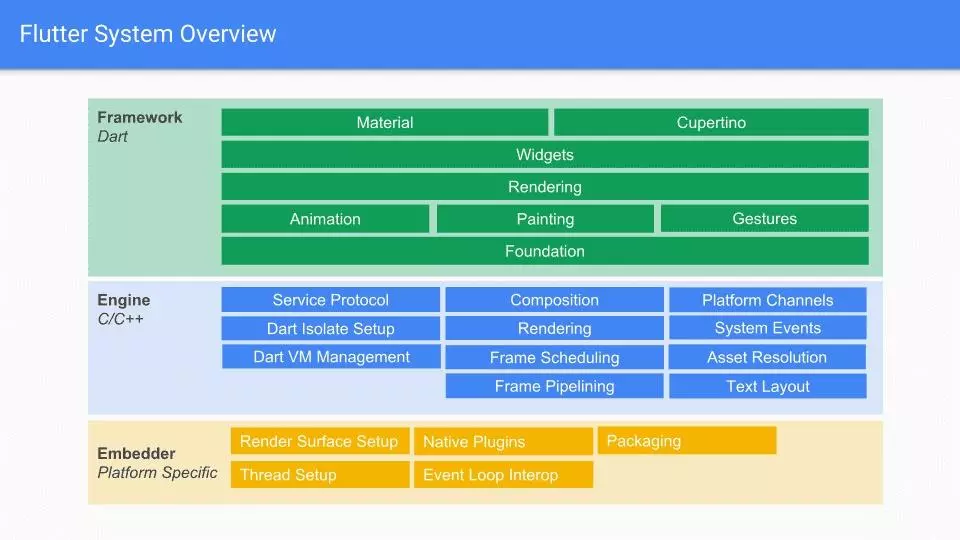 Flutter System Overview
Framework
Dart
Material
Cupertino
Widgets
Rendering
Animation
Painting
Gestures
Foundation
Engine
C/C++
Service Protocol
Composition
Platform Channels
Dart Isolate Setup
Rendering
System Events
Dart VM Management
Frame Scheduling
Asset Resolution
Frame Pipelining
Text Layout
Embedder
Platform Specific
Render Surface Setup
Native Plugins
Packaging
Thread Setup
Event Loop Interop